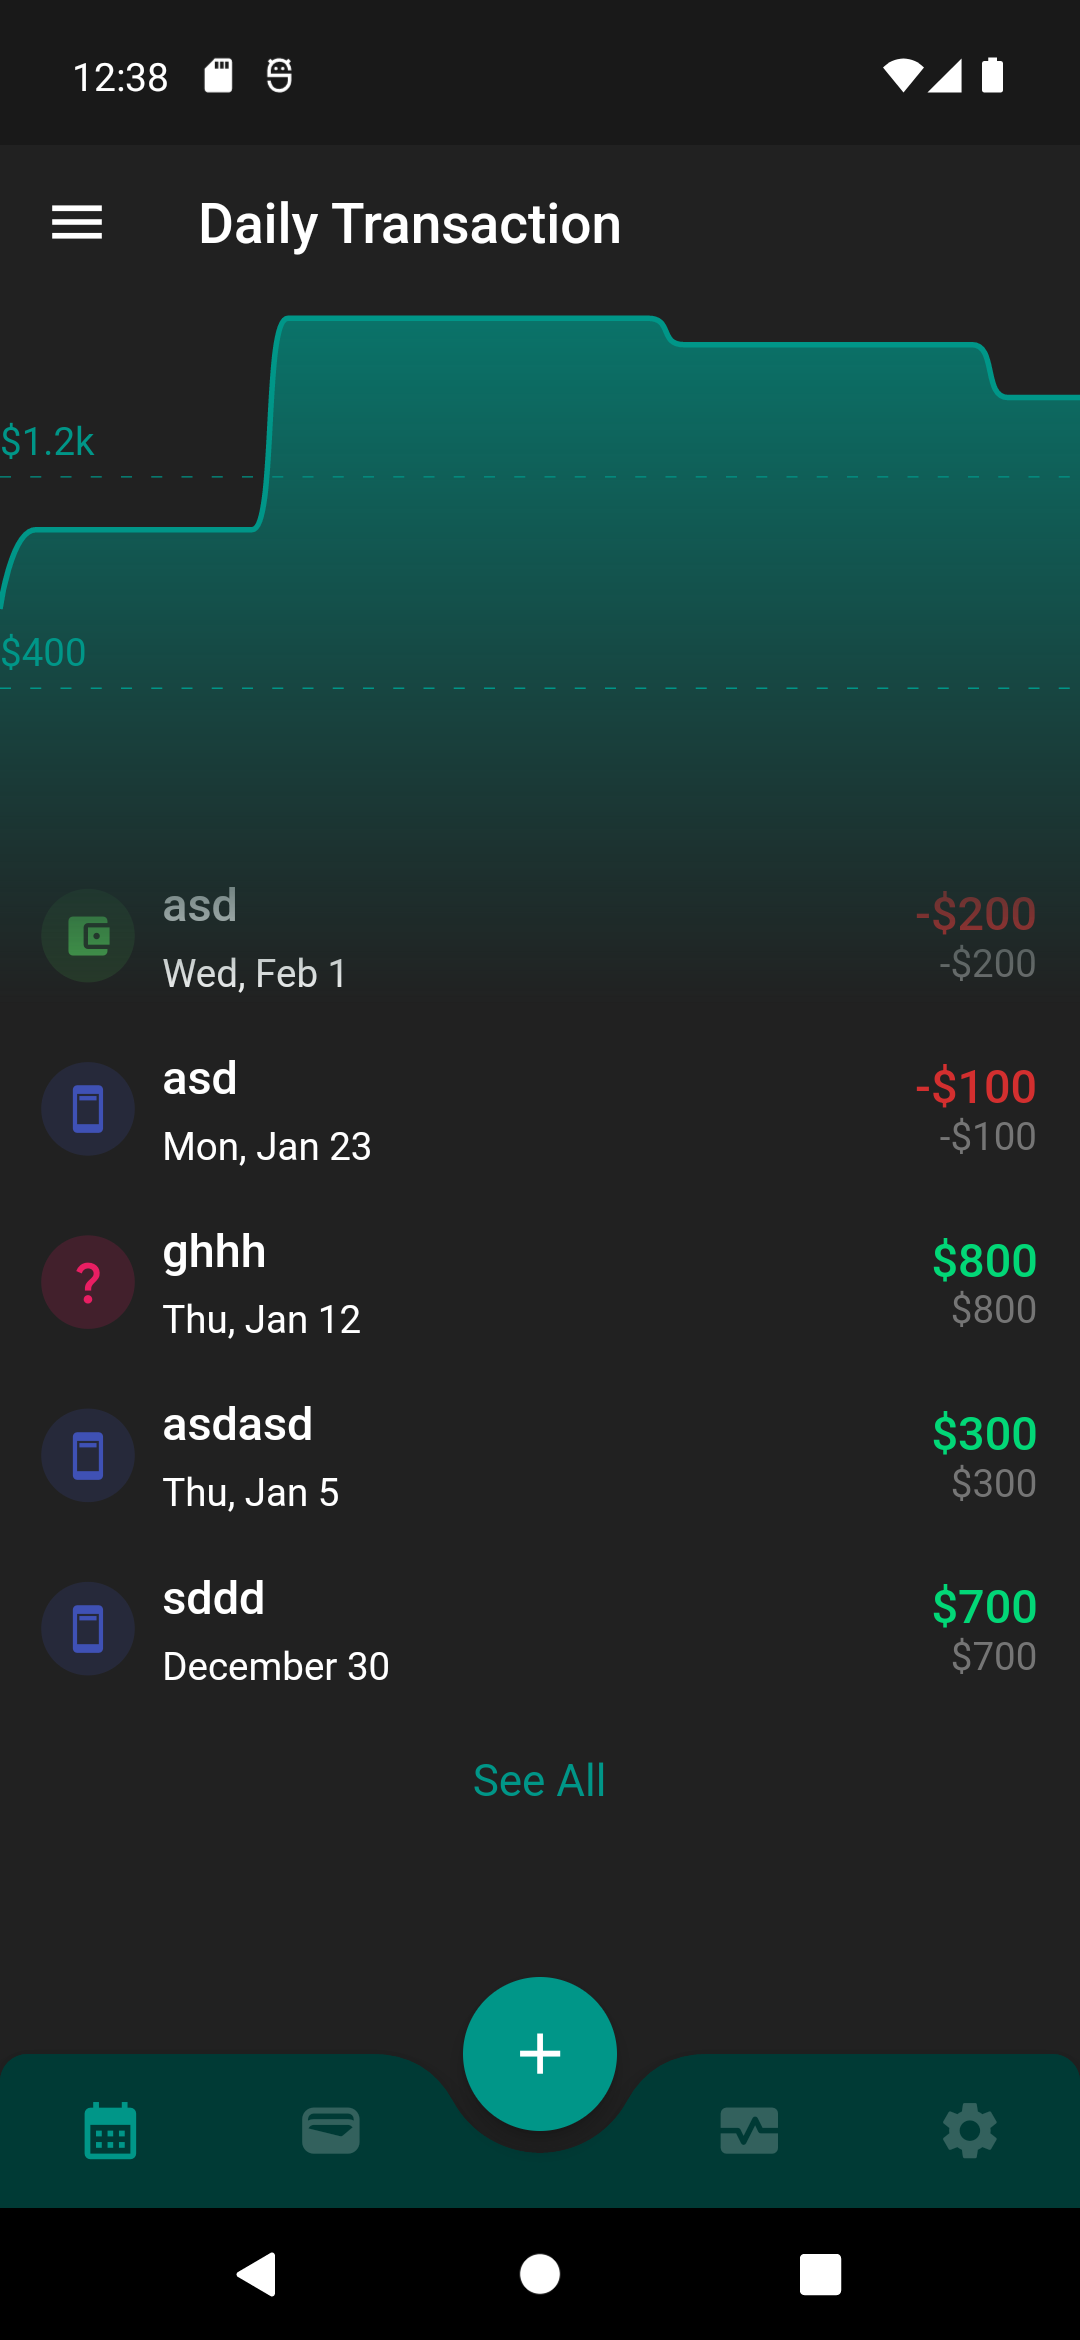 12:38
Daily Transaction
$1.2k
$400
asd
-$200
Wed, Feb 1
-$200
asd
-$100
Mon, Jan 23
-$100
?
ghhh
$800
Thu, Jan 12
$800
asdasd
$300
Thu, Jan 5
$300
sddd
$700
December 30
$700
See All